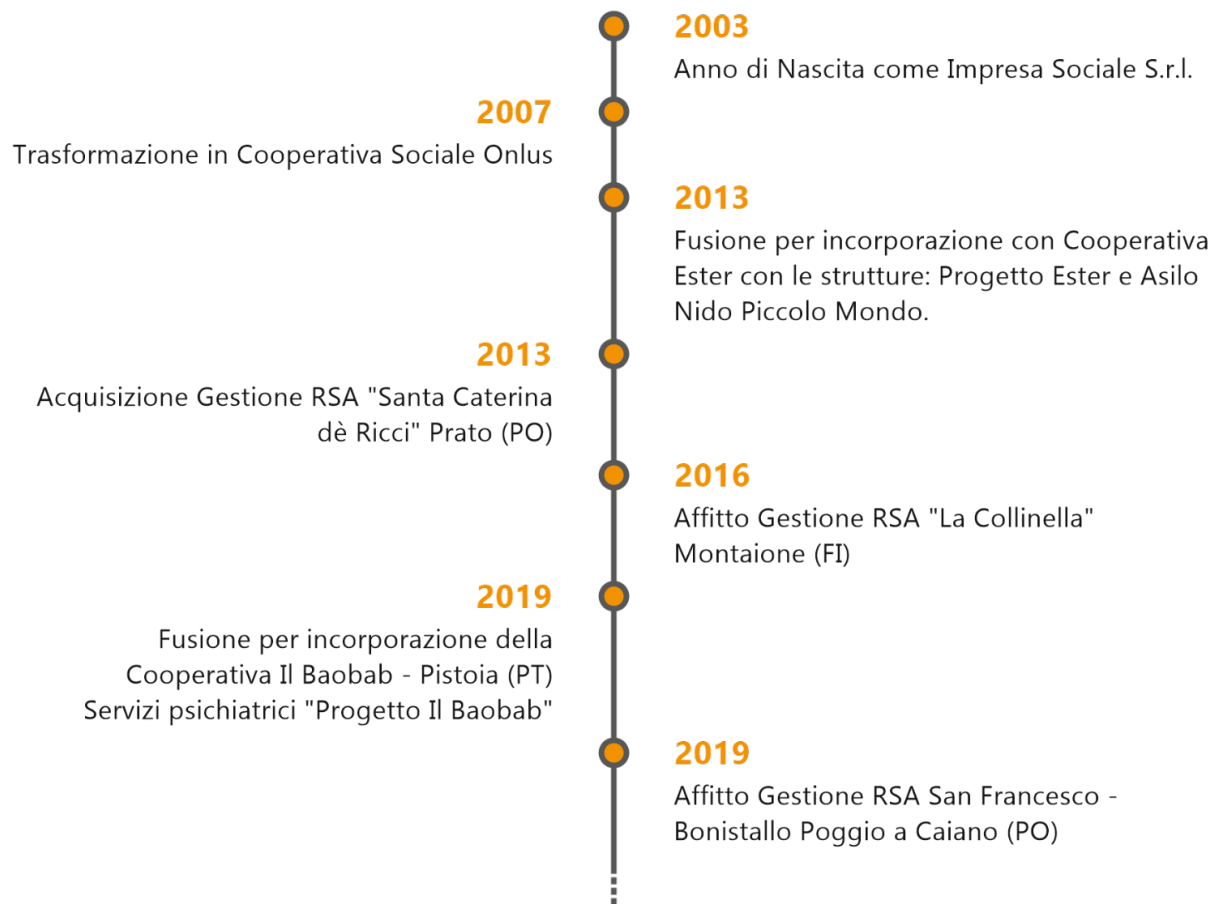 2003
Anno di Nascita come Impresa Sociale S.r.l.
2007
Trasformazione in Cooperativa Sociale Onlus
2013
Fusione per incorporazione con Cooperativa
Ester con le strutture: Progetto Ester e Asilo
Nido Piccolo Mondo.
2013
Acquisizione Gestione RSA "Santa Caterina
dè Ricci" Prato (PO)
2016
Affitto Gestione RSA "La Collinella"
Montaione (FI)
2019
Fusione per incorporazione della
Cooperativa Il Baobab - Pistoia (PT)
Servizi psichiatrici "Progetto Il Baobab"
2019
Affitto Gestione RSA San Francesco -
Bonistallo Poggio a Caiano (PO)